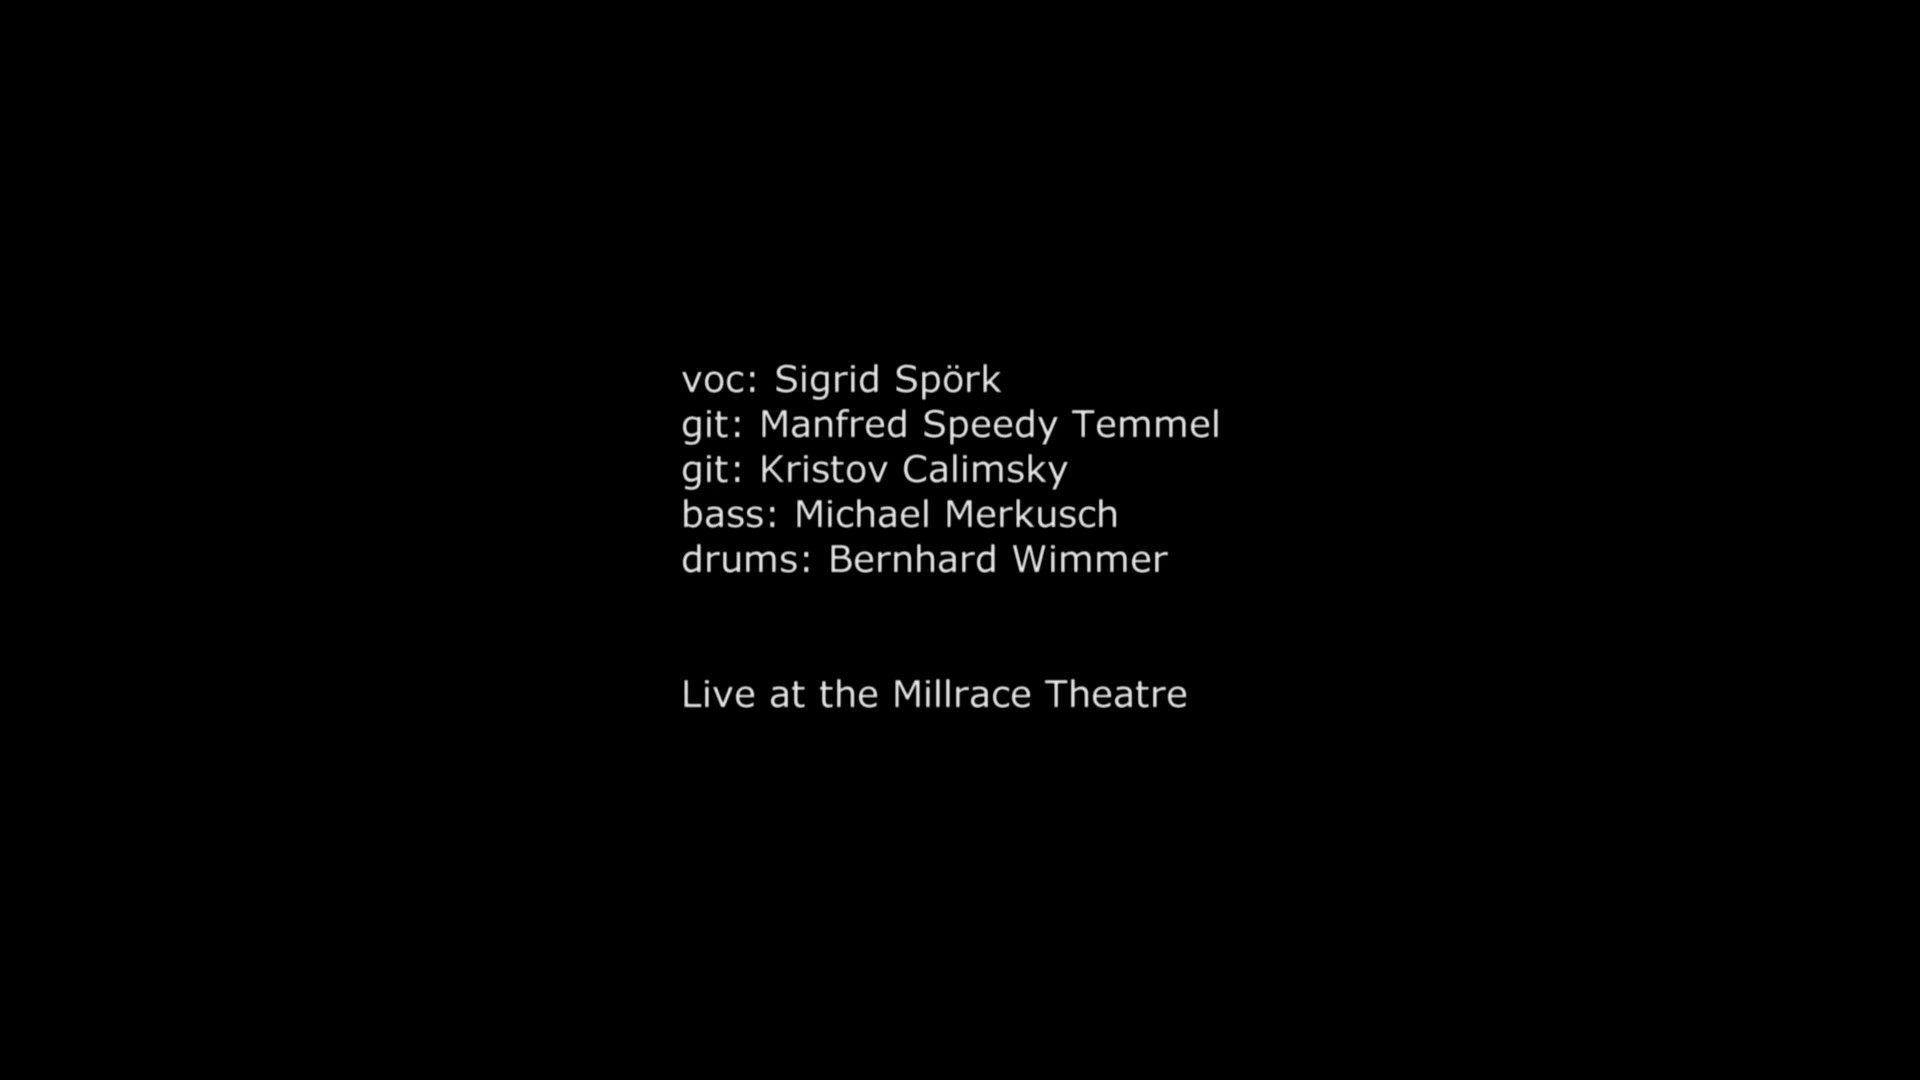 voc: Sigrid Spörk
git: Manfred Speedy Temmel
git: Kristov Calimsky
bass: Michael Merkusch
drums: Bernhard Wimmer
Live at the Millrace Theatre